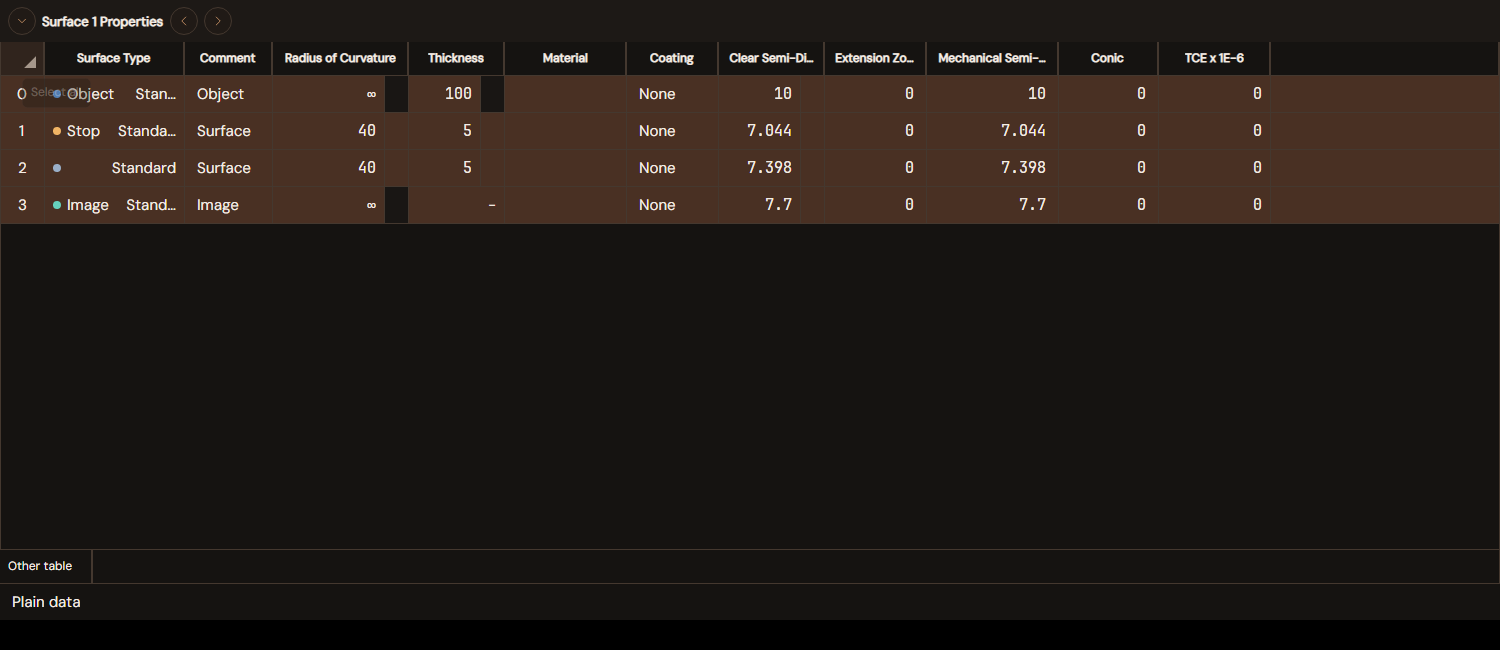 Surface 1 Properties
Surface Type Comment Radius of Curvature Thickness Material Coating Clear Semi-Di... Extension Zo... Mechanical Semi-... Conic TCE x 1E-6
0 Object Stan... Object ∞ 100 None 10 0 10 0 0
1 Stop Standa... Surface 40 5 None 7.044 0 7.044 0 0
2 Standard Surface 40 5 None 7.398 0 7.398 0 0
3 Image Stand... Image ∞ - None 7.7 0 7.7 0 0
Other table
Plain data